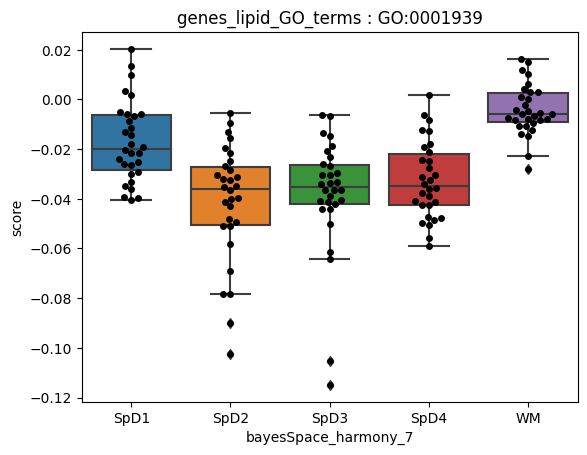 genes_lipid_GO_terms : GO:0001939
0.02
0.00
−0.02
−0.04
−0.06
−0.08
−0.10
−0.12
score
SpD1 SpD2 SpD3 SpD4 WM
bayesSpace_harmony_7